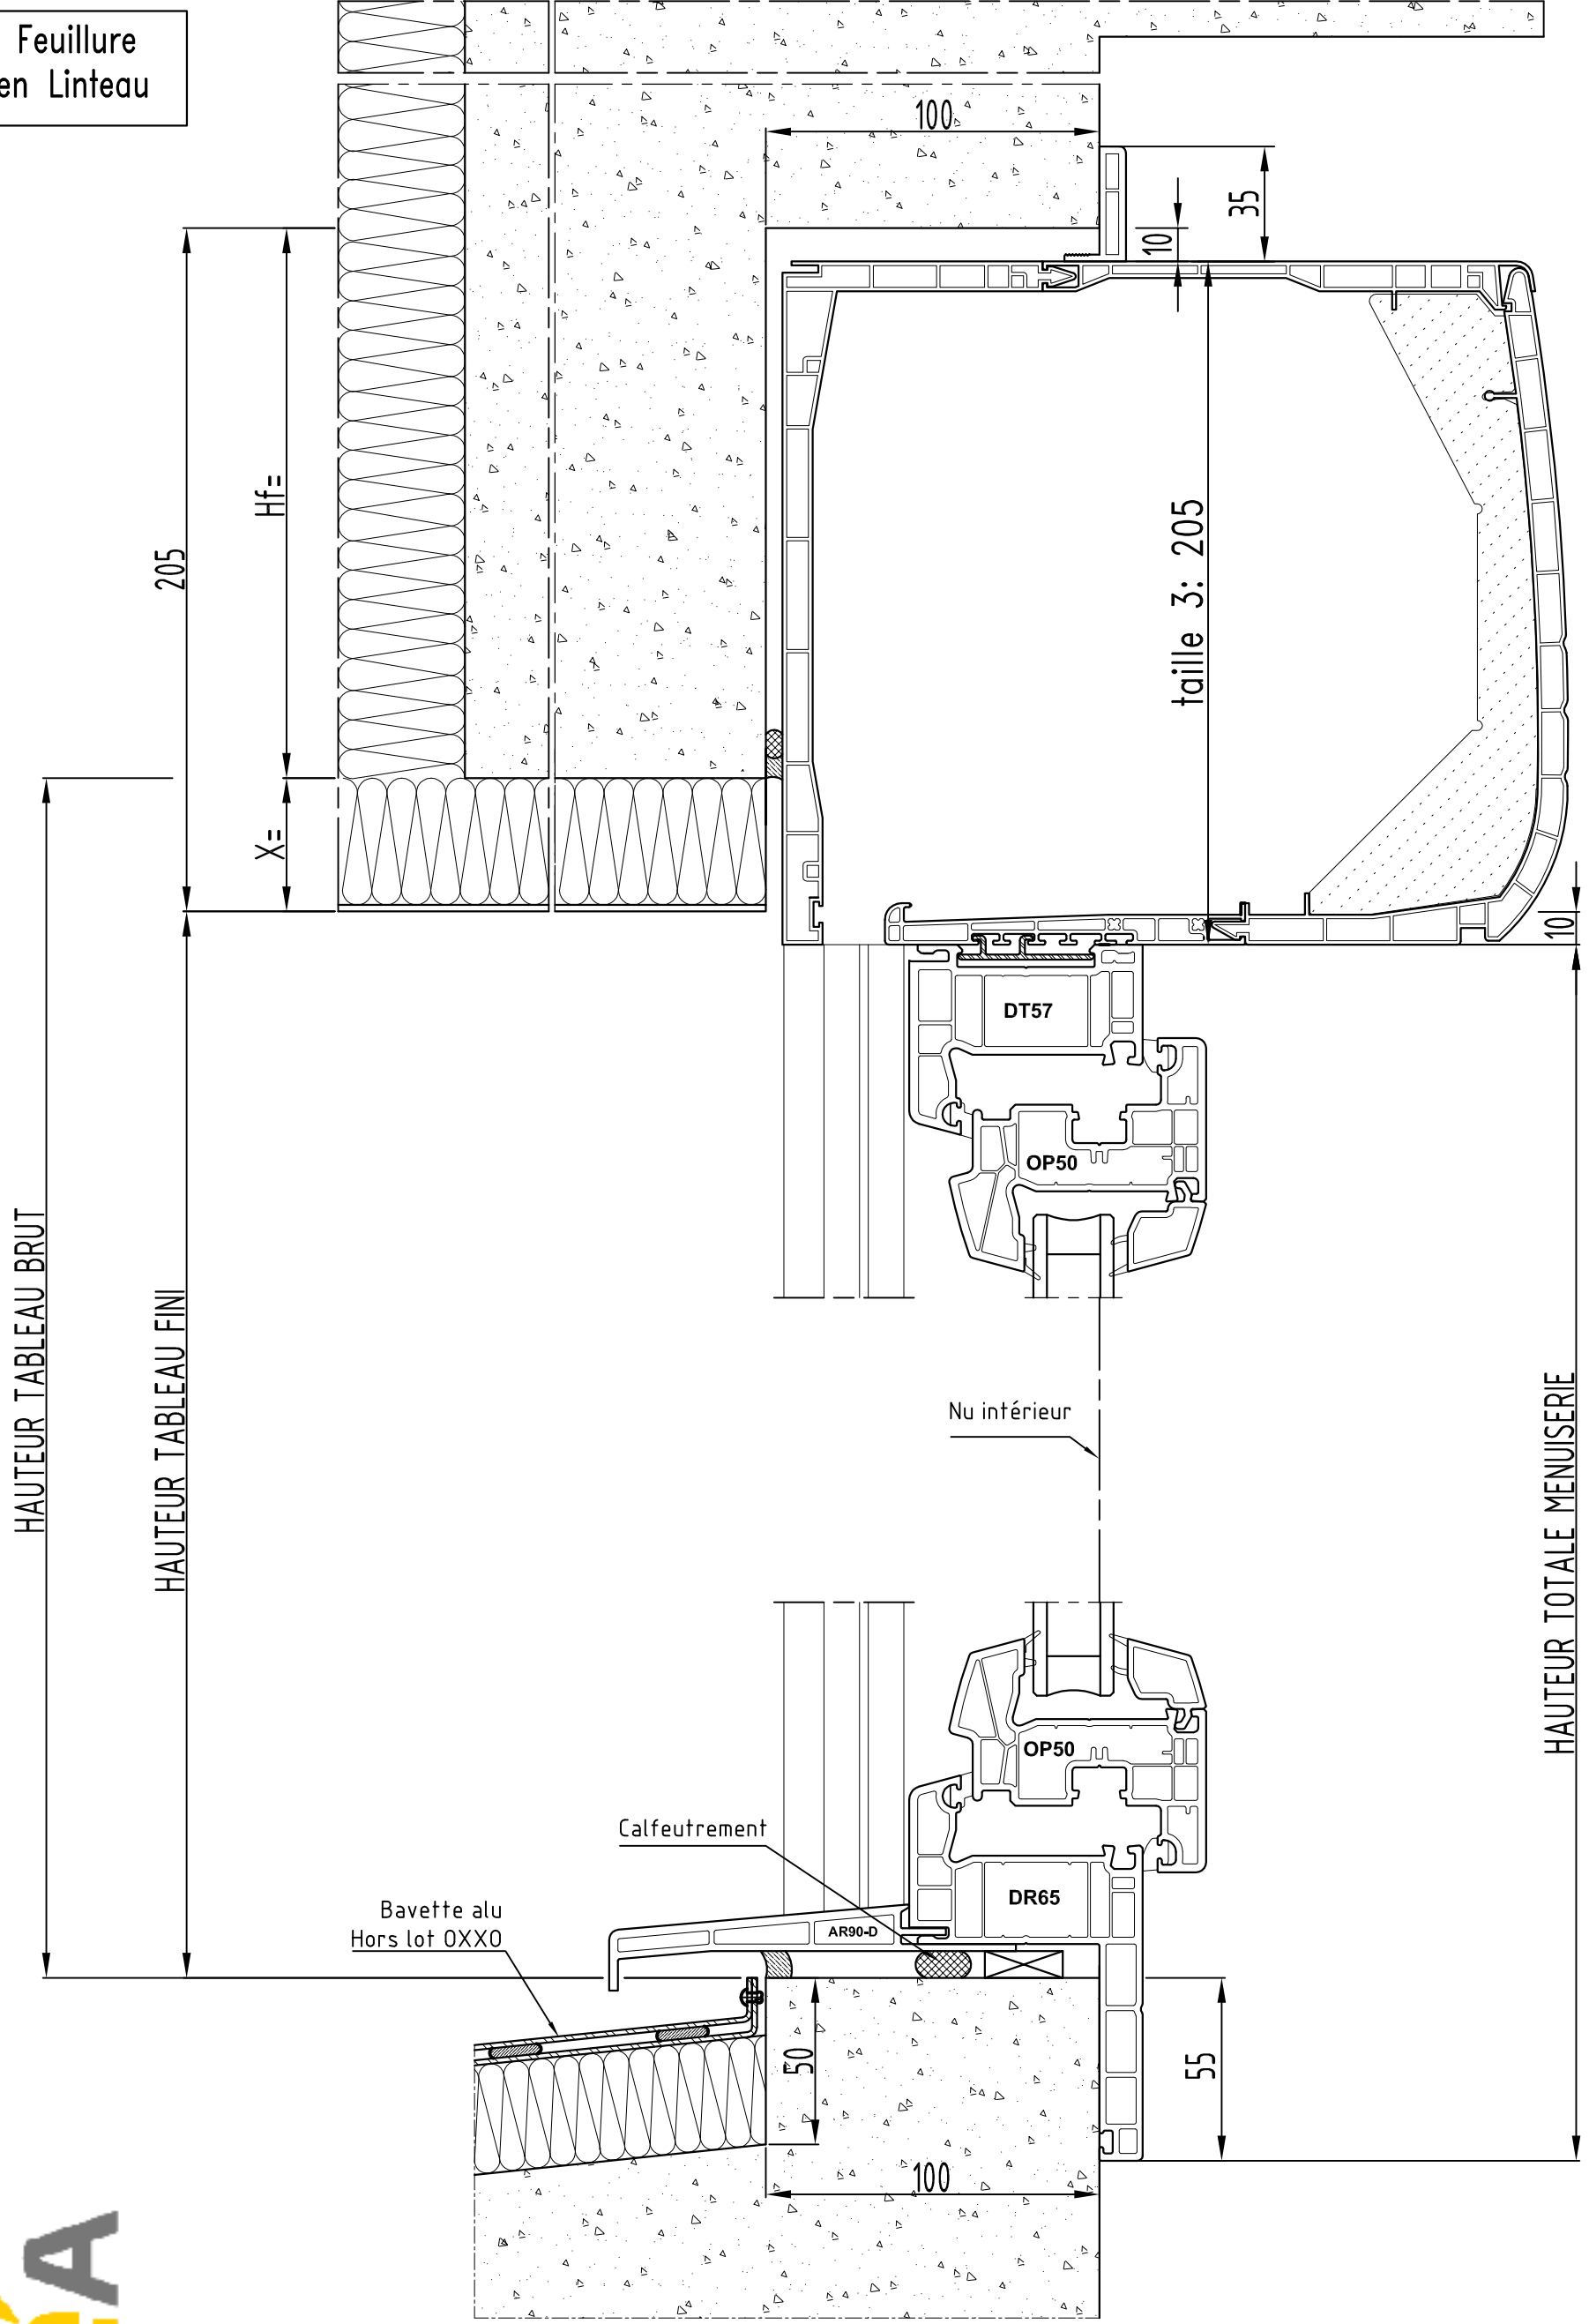 Feuillure
en Linteau
100
35
10
205
Hf=
X=
taille 3: 205
10
DT57
OP50
HAUTEUR TABLEAU BRUT
HAUTEUR TABLEAU FINI
Nu intérieur
HAUTEUR TOTALE MENUISERIE
OP50
Calfeutrement
DR65
Bavette alu
Hors lot OXXO
AR90-D
50
55
100
A